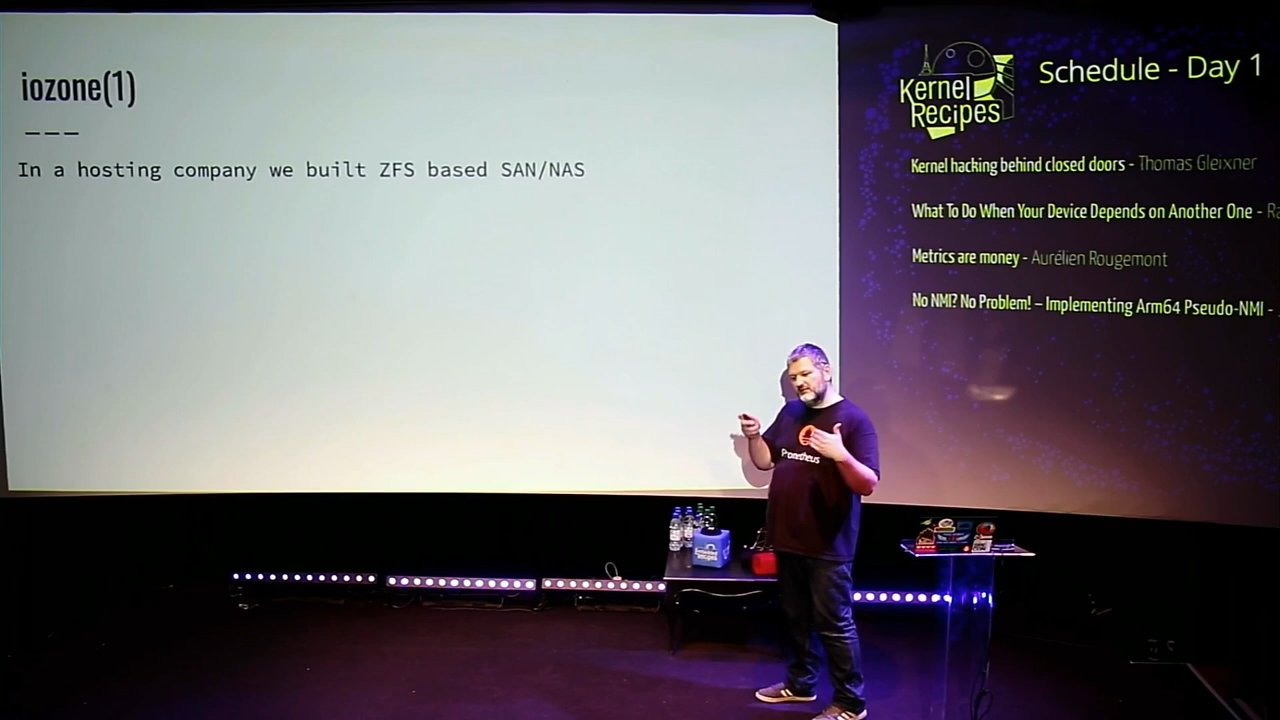 iozone(1)
---
In a hosting company we built ZFS based SAN/NAS
Kernel
Recipes
Schedule - Day 1
Kernel hacking behind closed doors - Thomas Gleixner
What To Do When Your Device Depends on Another One -
Metrics are money - Aurélien Rougemont
No NMI? No Problem! – Implementing Arm64 Pseudo-NMI -
Prometheus